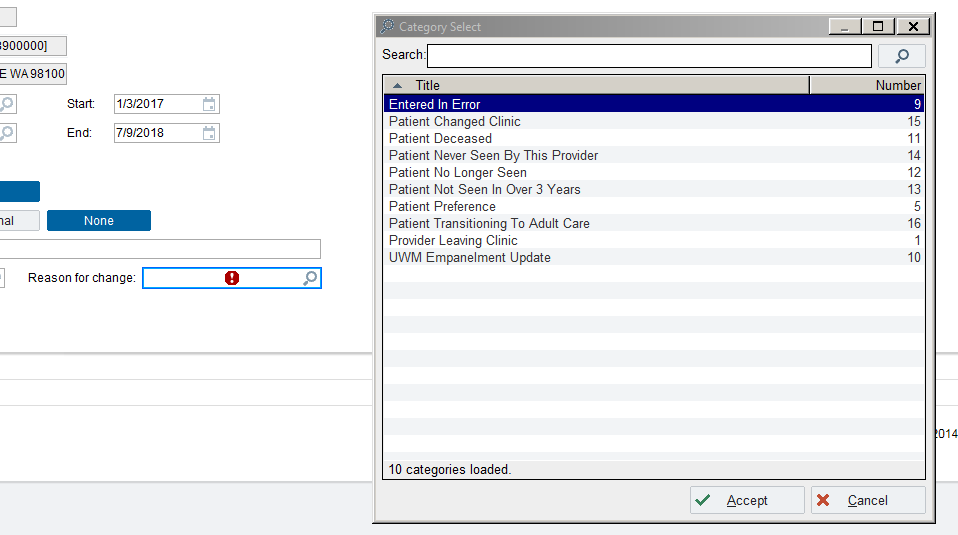 3900000]
E WA 98100
Start: 1/3/2017
End: 7/9/2018
nal
None
Reason for change:
Category Select
Search:
Title Number
Entered In Error 9
Patient Changed Clinic 15
Patient Deceased 11
Patient Never Seen By This Provider 14
Patient No Longer Seen 12
Patient Not Seen In Over 3 Years 13
Patient Preference 5
Patient Transitioning To Adult Care 16
Provider Leaving Clinic 1
UWM Empanelment Update 10
10 categories loaded.
Accept Cancel
2014